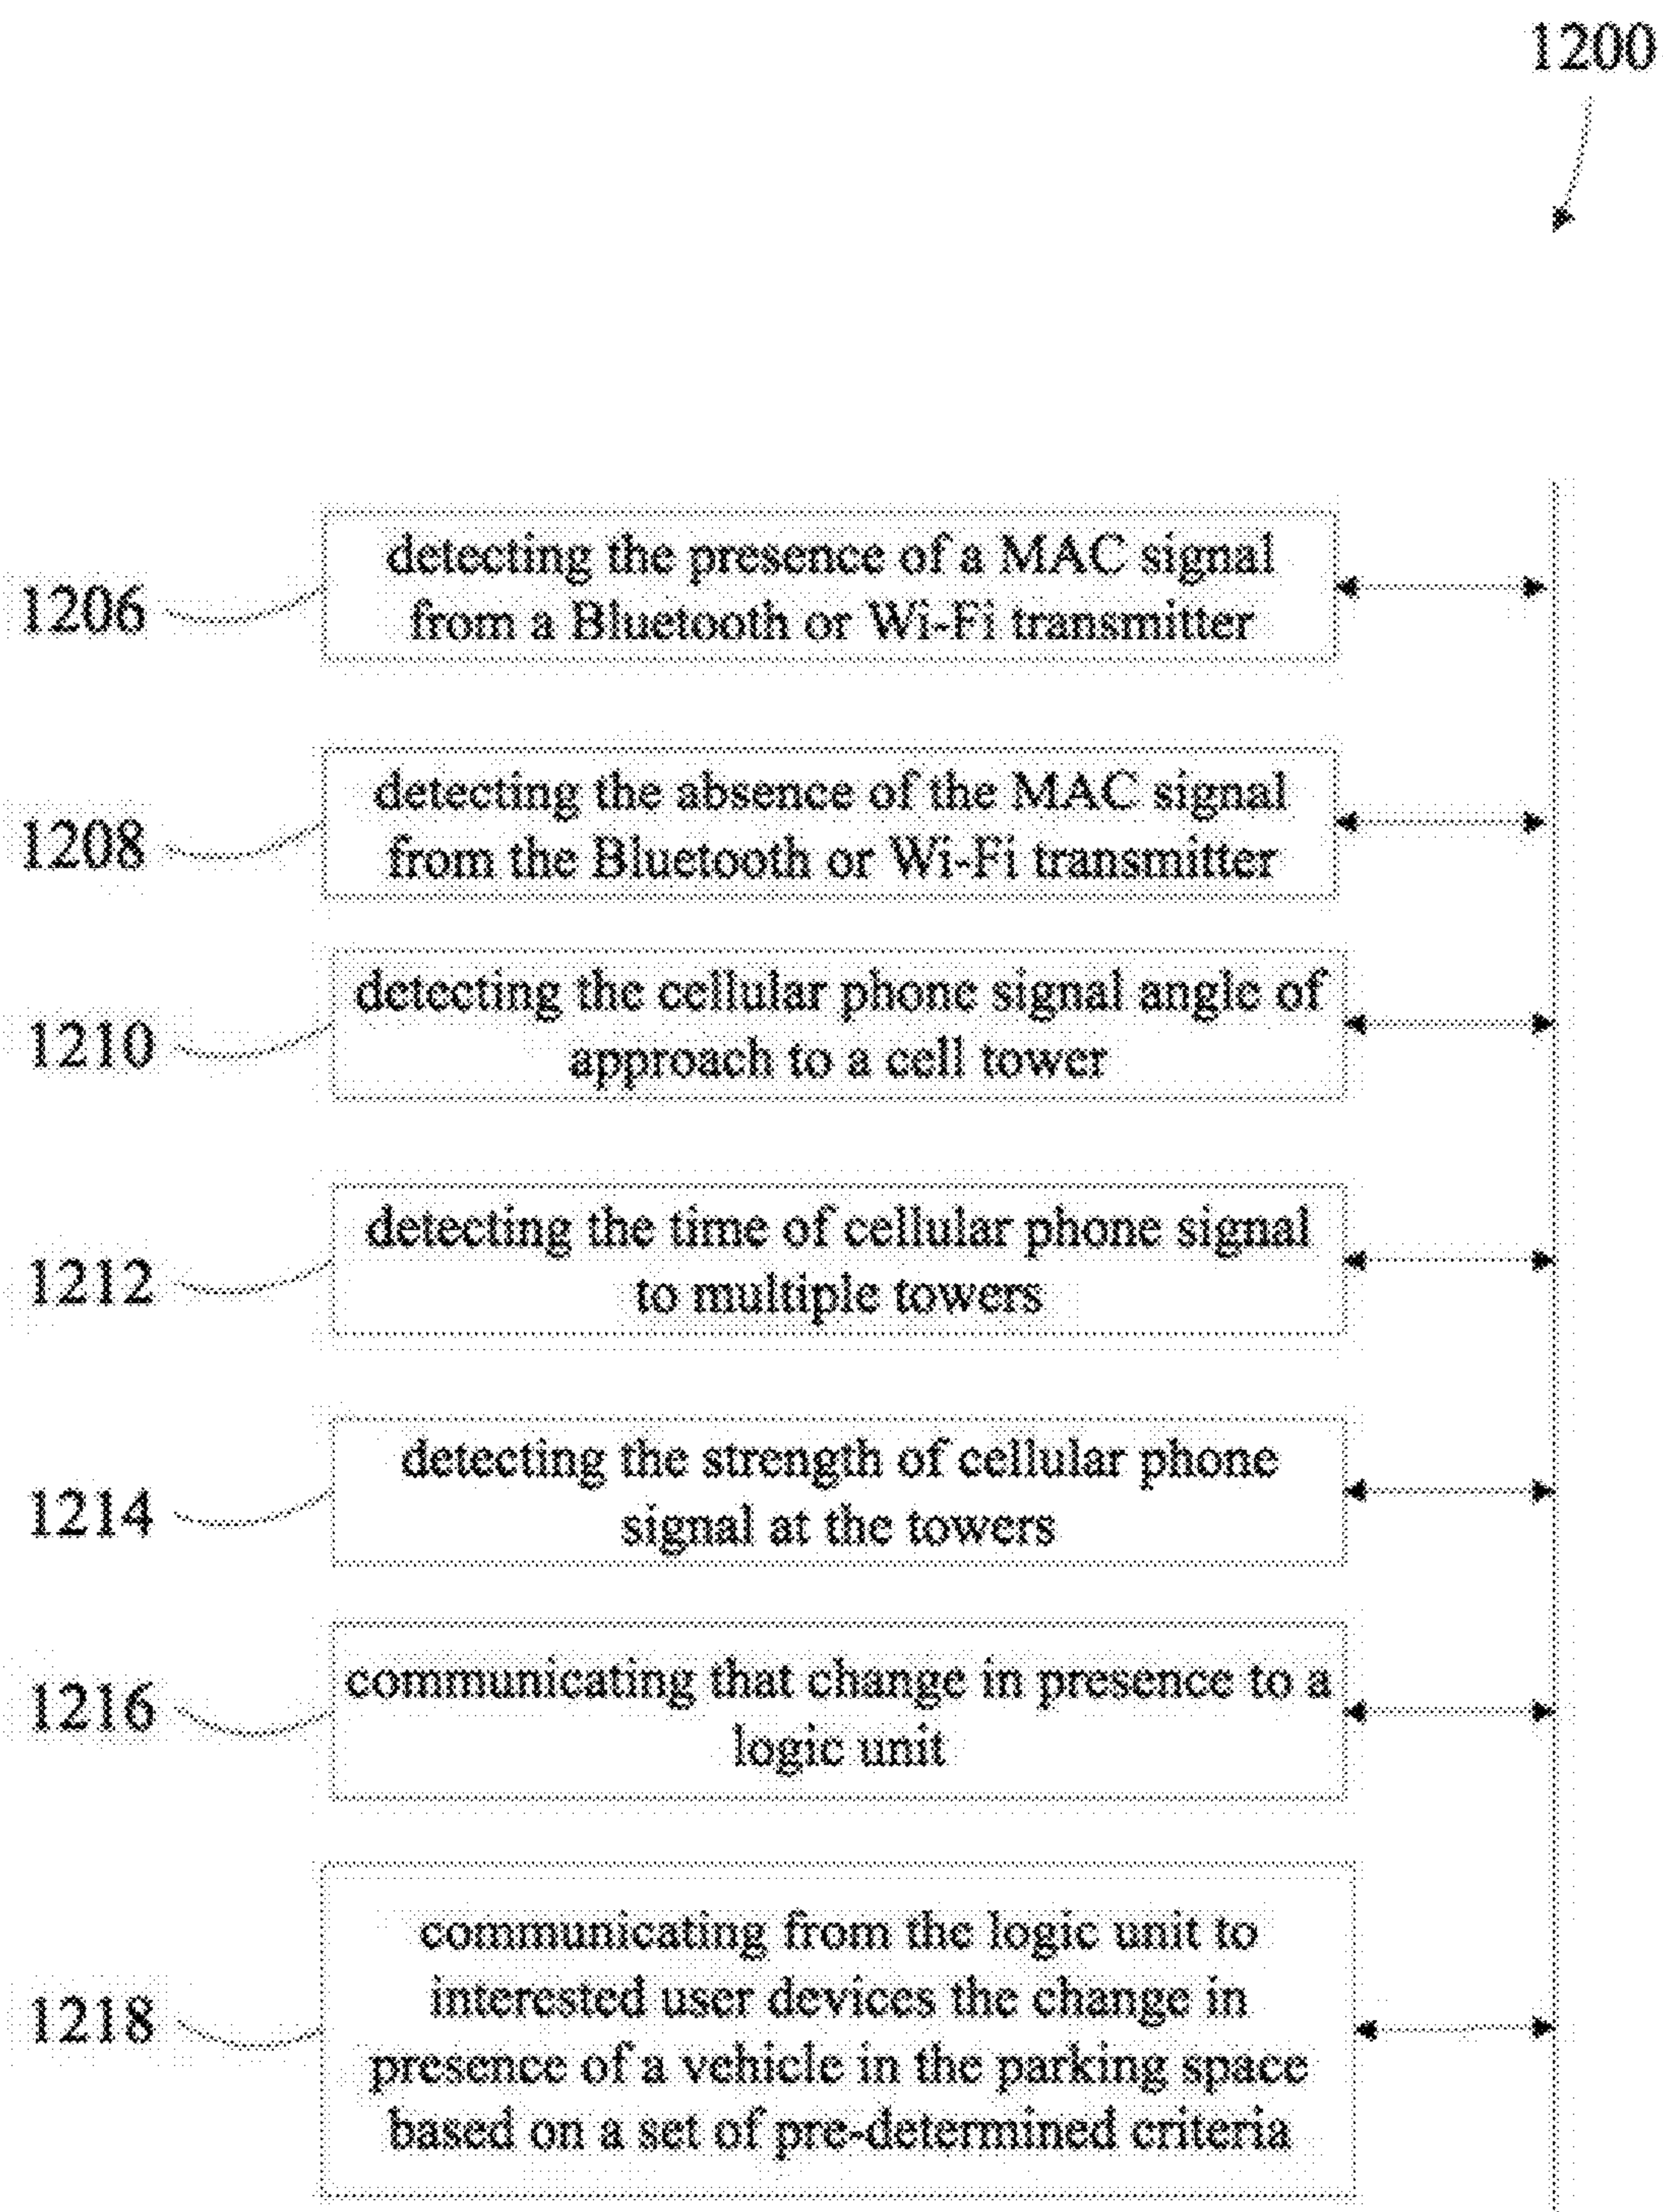 1200
1206
detecting the presence of a MAC signal
from a Bluetooth or Wi-Fi transmitter
1208
detecting the absence of the MAC signal
from the Bluetooth or Wi-Fi transmitter
1210
detecting the cellular phone signal angle of
approach to a cell tower
1212
detecting the time of cellular phone signal
to multiple towers
1214
detecting the strength of cellular phone
signal at the towers
1216
communicating that change in presence to a
logic unit
1218
communicating from the logic unit to
interested user devices the change in
presence of a vehicle in the parking space
based on a set of pre-determined criteria